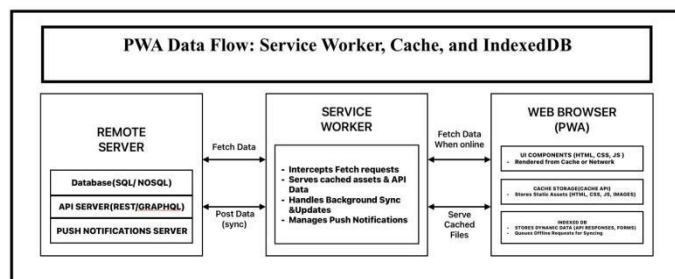 PWA Data Flow: Service Worker, Cache, and IndexedDB
REMOTE
SERVER
Database(SQL/ NOSQL)
API SERVER(REST/GRAPHQL)
PUSH NOTIFICATIONS SERVER
Fetch Data
Post Data
(sync)
SERVICE
WORKER
- Intercepts Fetch requests
- Serves cached assets & API
Data
- Handles Background Sync
&Updates
- Manages Push Notifications
Fetch Data
When online
Serve
Cached
Files
WEB BROWSER
(PWA)
UI COMPONENTS (HTML, CSS, JS )
- Rendered from Cache or Network
CACHE STORAGE(CACHE API)
- Stores Static Assets (HTML, CSS, JS, IMAGES)
INDEXED DB
- STORES DYNAMIC DATA (API RESPONSES, FORMS)
- Queues Offline Requests for Syncing